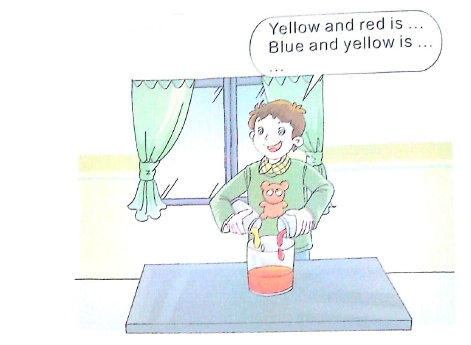 Yellow and red is ...
Blue and yellow is ...
...